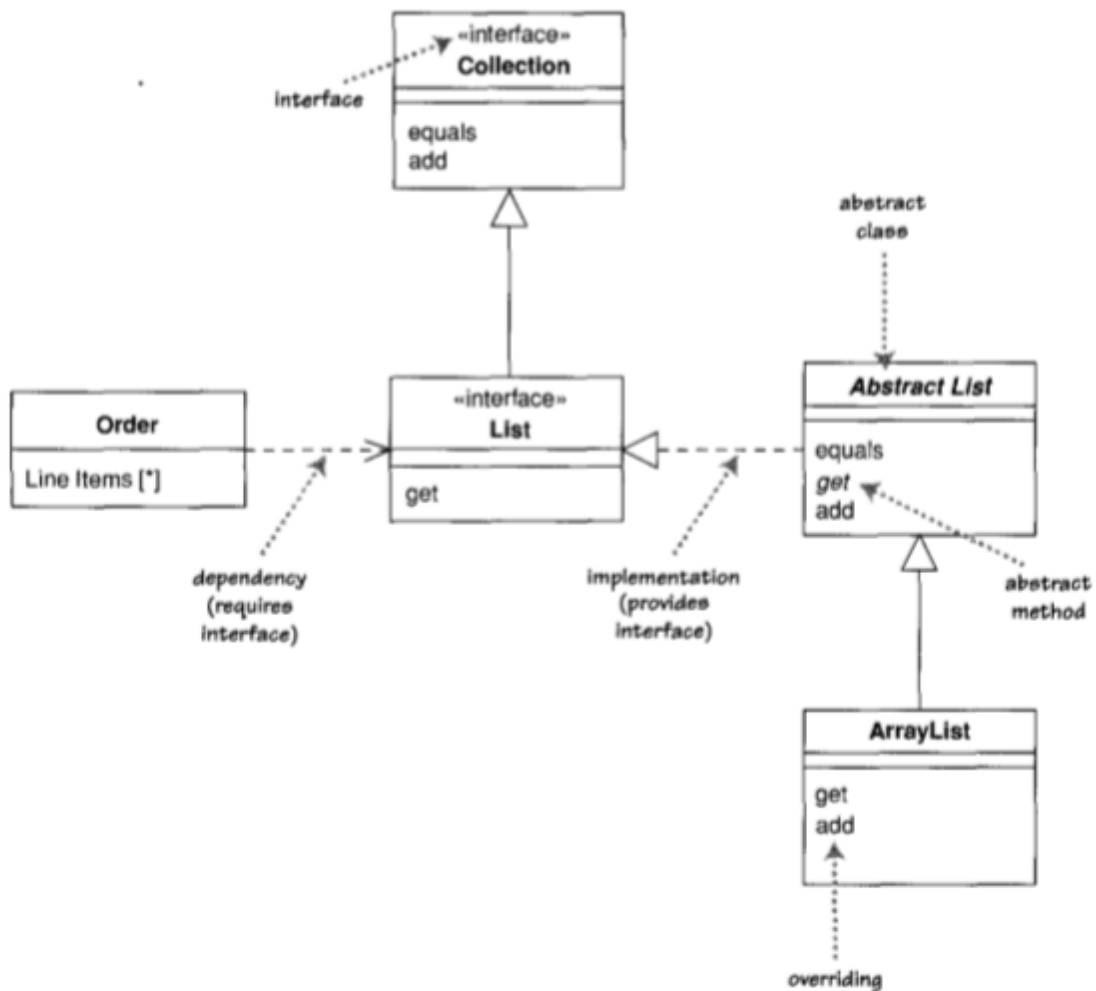 «interface»
Collection
interface
equals
add
abstract
class
«interface»
List
Abstract List
Order
equals
Line Items [*]
get
get
add
dependency
(requires
interface)
implementation
(provides
interface)
abstract
method
ArrayList
get
add
overriding